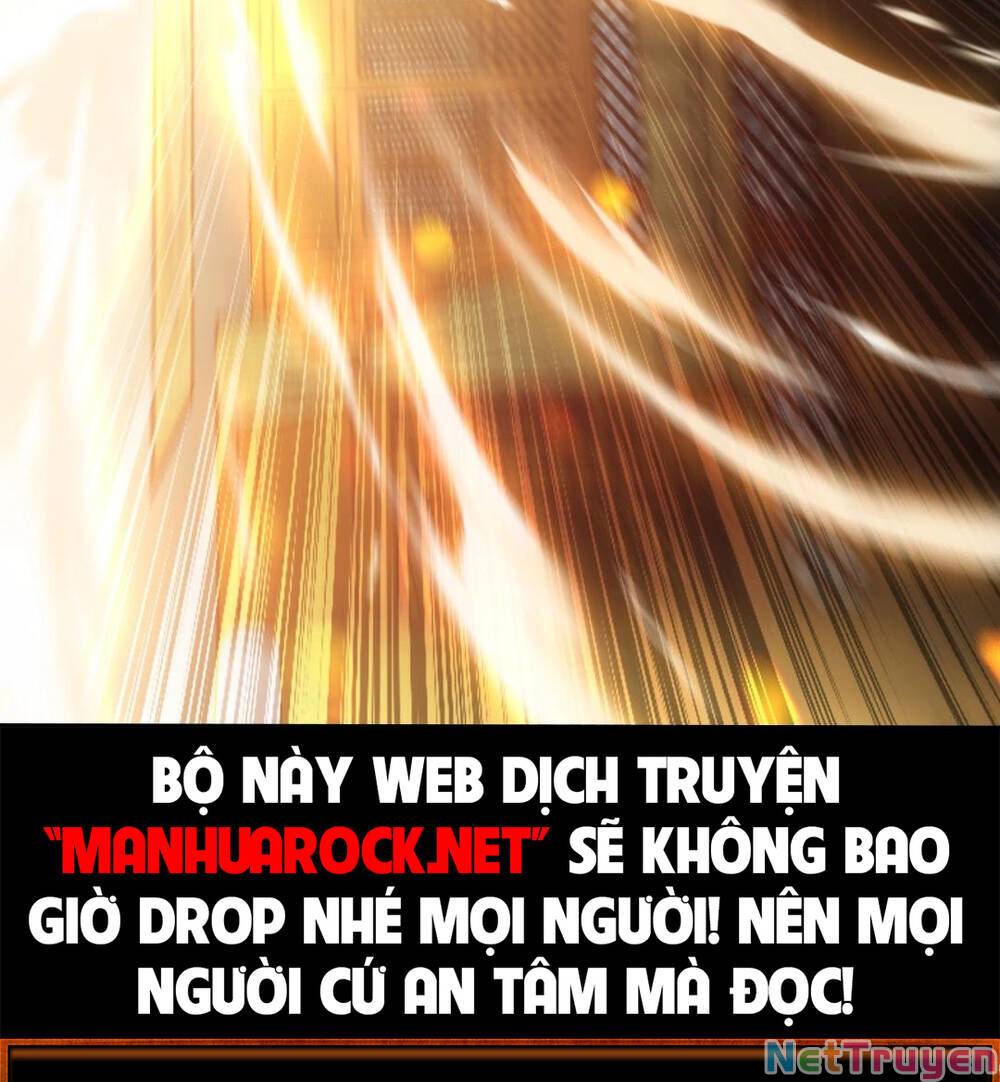 BỘ NÀY WEB DỊCH TRUYỆN
"MANHUAROCK.NET" SẼ KHÔNG BAO
GIỜ DROP NHÉ MỌI NGƯỜI! NÊN MỌI
NGƯỜI CỨ AN TÂM MÀ ĐỌC!
NetTruyen